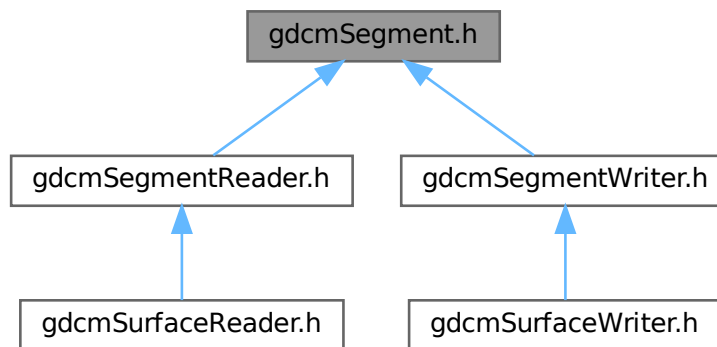 gdcmSegment.h
gdcmSegmentReader.h
gdcmSegmentWriter.h
gdcmSurfaceReader.h
gdcmSurfaceWriter.h